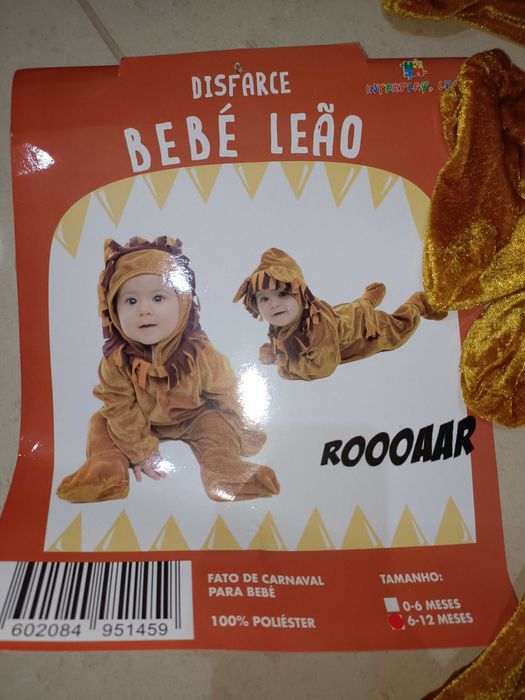 DISFARCE
INTERPLAY, LDA
BEBÉ LEÃO
ROOOAAR
FATO DE CARNAVAL
PARA BEBÉ
100% POLIÉSTER
TAMANHO:
0-6 MESES
6-12 MESES
602084 951459